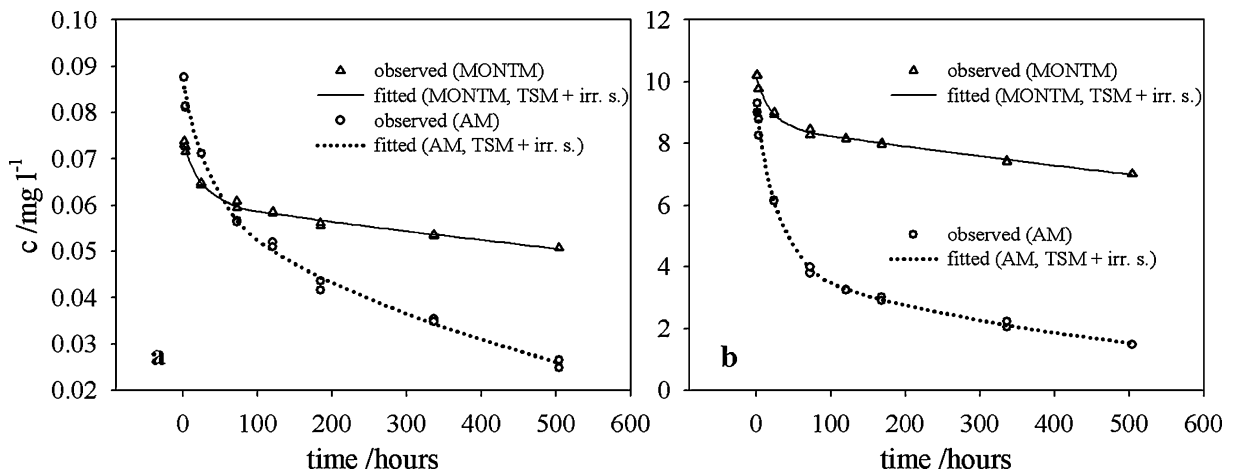 0.10
0.09
0.08
0.07
0.06
0.05
0.04
0.03
0.02
c /mg l⁻¹
observed (MONTM)
fitted (MONTM, TSM + irr. s.)
observed (AM)
fitted (AM, TSM + irr. s.)
a
0 100 200 300 400 500 600
time /hours
12
10
8
6
4
2
0
observed (MONTM)
fitted (MONTM, TSM + irr. s.)
observed (AM)
fitted (AM, TSM + irr. s.)
b
0 100 200 300 400 500 600
time /hours